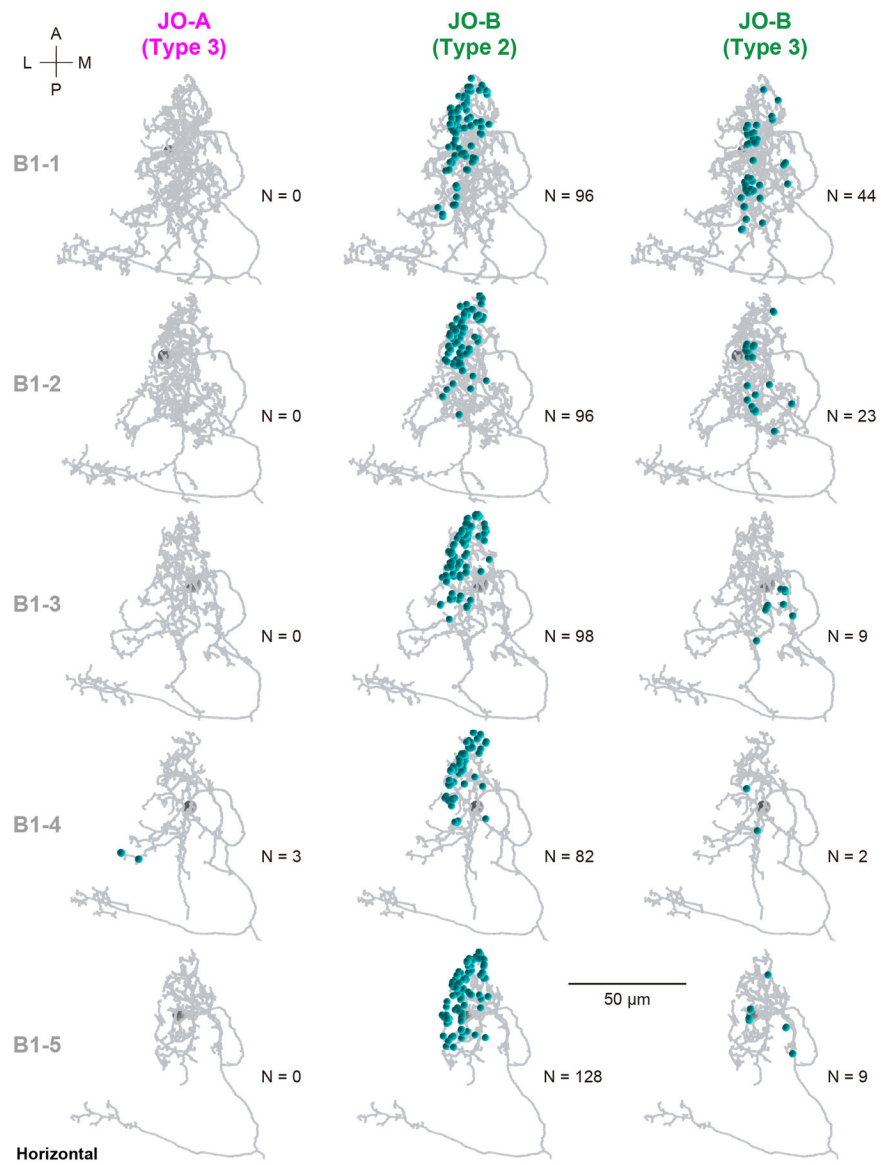 JO-A
(Type 3)
JO-B
(Type 2)
JO-B
(Type 3)
A
L M
P
B1-1
N = 0
N = 96
N = 44
B1-2
N = 0
N = 96
N = 23
B1-3
N = 0
N = 98
N = 9
B1-4
N = 3
N = 82
N = 2
B1-5
50 µm
N = 0
N = 128
N = 9
Horizontal